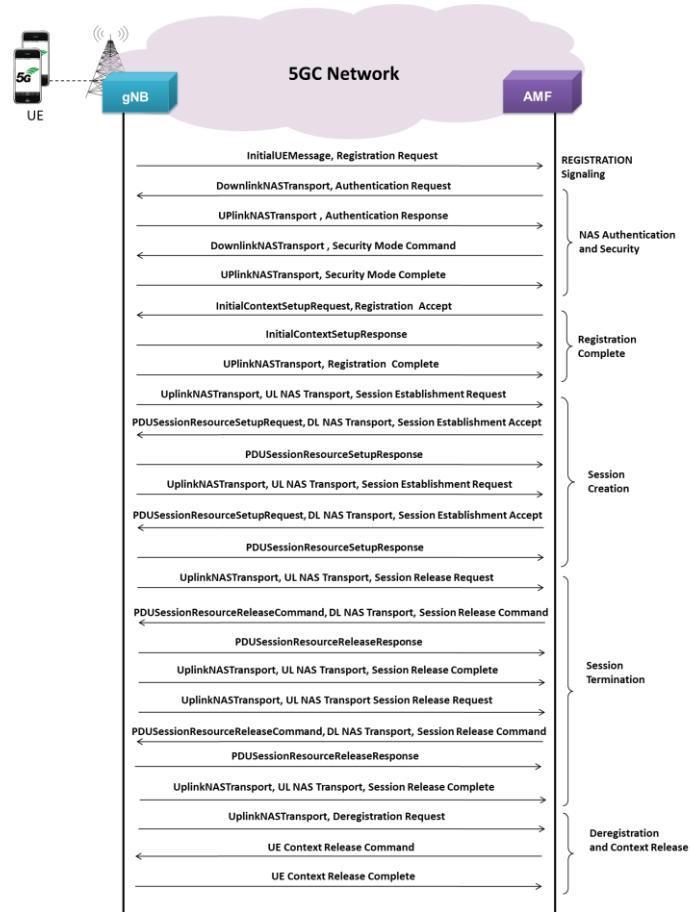 5GC Network
5G
UE
gNB
AMF
InitialUEMessage, Registration Request
REGISTRATION
Signaling
DownlinkNASTransport, Authentication Request
UPlinkNASTransport , Authentication Response
NAS Authentication
and Security
DownlinkNASTransport , Security Mode Command
UPlinkNASTransport, Security Mode Complete
InitialContextSetupRequest, Registration Accept
InitialContextSetupResponse
Registration
Complete
UPlinkNASTransport, Registration Complete
UplinkNASTransport, UL NAS Transport, Session Establishment Request
PDUSessionResourceSetupRequest, DL NAS Transport, Session Establishment Accept
PDUSessionResourceSetupResponse
Session
Creation
UplinkNASTransport, UL NAS Transport, Session Establishment Request
PDUSessionResourceSetupRequest, DL NAS Transport, Session Establishment Accept
PDUSessionResourceSetupResponse
UplinkNASTransport, UL NAS Transport, Session Release Request
PDUSessionResourceReleaseCommand, DL NAS Transport, Session Release Command
PDUSessionResourceReleaseResponse
UplinkNASTransport, UL NAS Transport, Session Release Complete
Session
Termination
UplinkNASTransport, UL NAS Transport Session Release Request
PDUSessionResourceReleaseCommand, DL NAS Transport, Session Release Command
PDUSessionResourceReleaseResponse
UplinkNASTransport, UL NAS Transport, Session Release Complete
UplinkNASTransport, Deregistration Request
Deregistration
and Context Release
UE Context Release Command
UE Context Release Complete